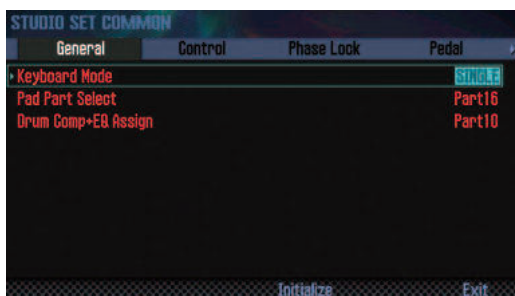 STUDIO SET COMMON
General Control Phase Lock Pedal
Keyboard Mode SINGLE
Pad Part Select Part16
Drum Comp+EQ Assign Part10
Initialize Exit